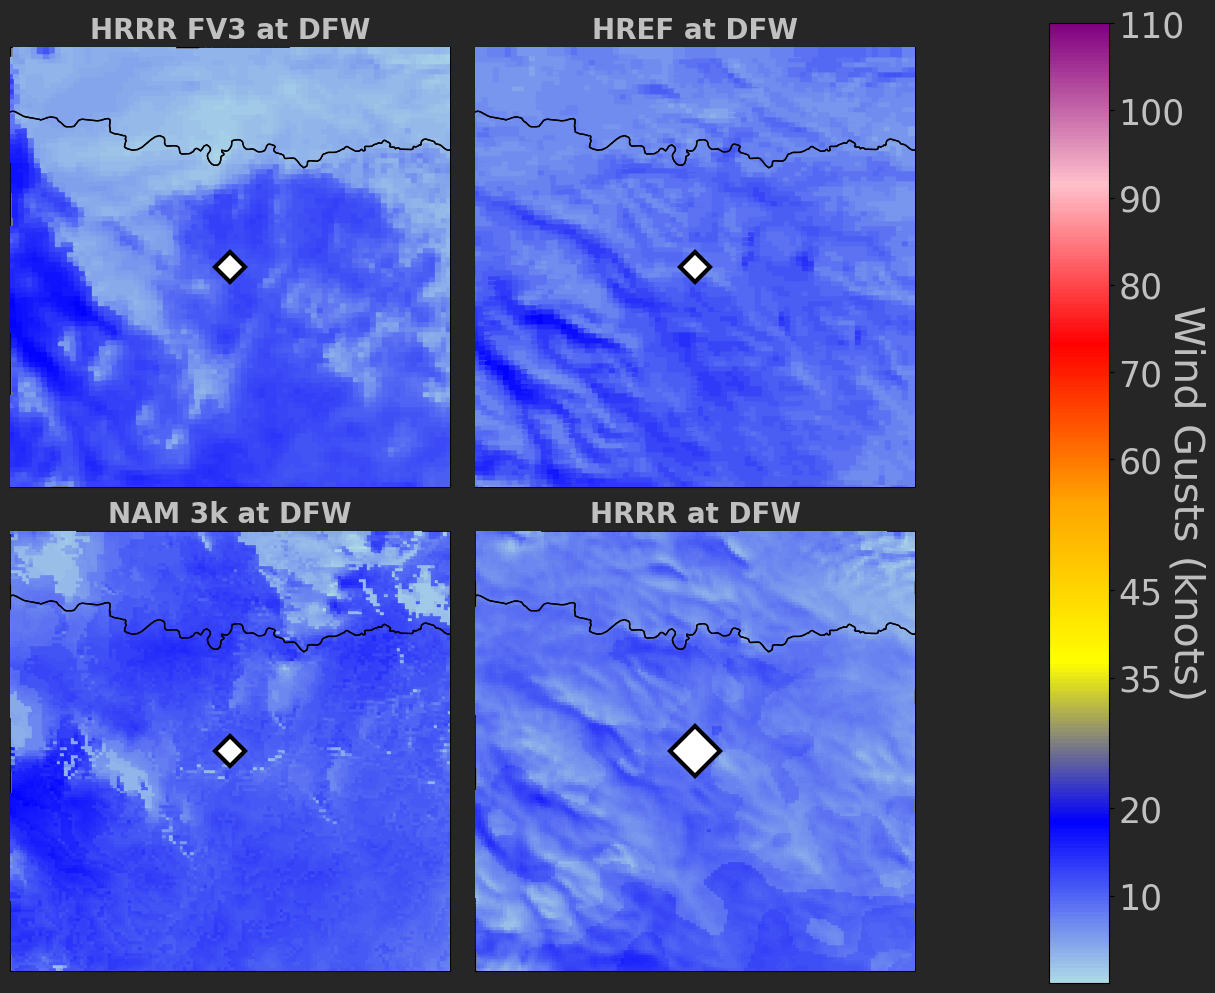 HRRR FV3 at DFW
HREF at DFW
NAM 3k at DFW
HRRR at DFW
110
100
90
80
70
60
45
35
20
10
Wind Gusts (knots)